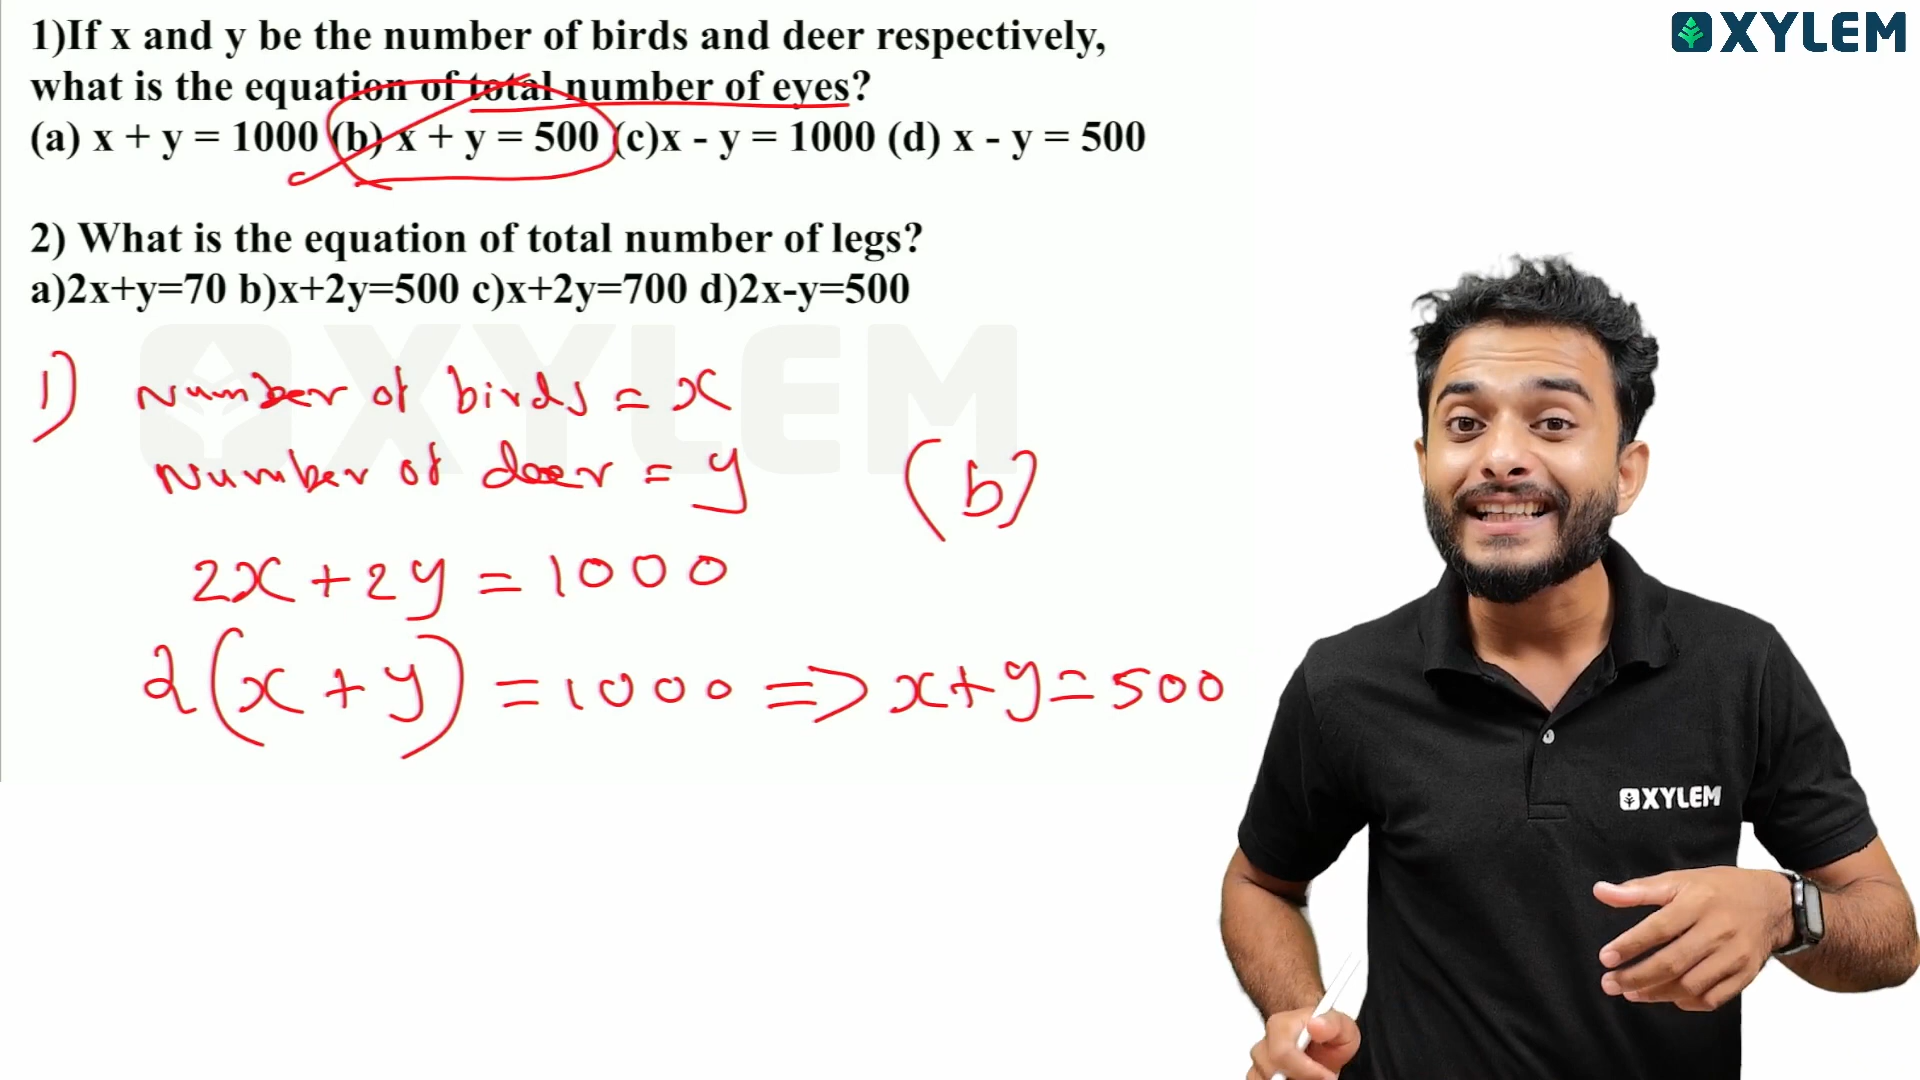 XYLEM
1)If x and y be the number of birds and deer respectively,
what is the equation of total number of eyes?
(a) x + y = 1000 (b) x + y = 500 (c)x - y = 1000 (d) x - y = 500
2) What is the equation of total number of legs?
a)2x+y=70 b)x+2y=500 c)x+2y=700 d)2x-y=500
XYLEM
1) Number of birds = x
Number of deer = y
(b)
2x + 2y = 1000
2(x + y) = 1000 => x+y=500
XYLEM